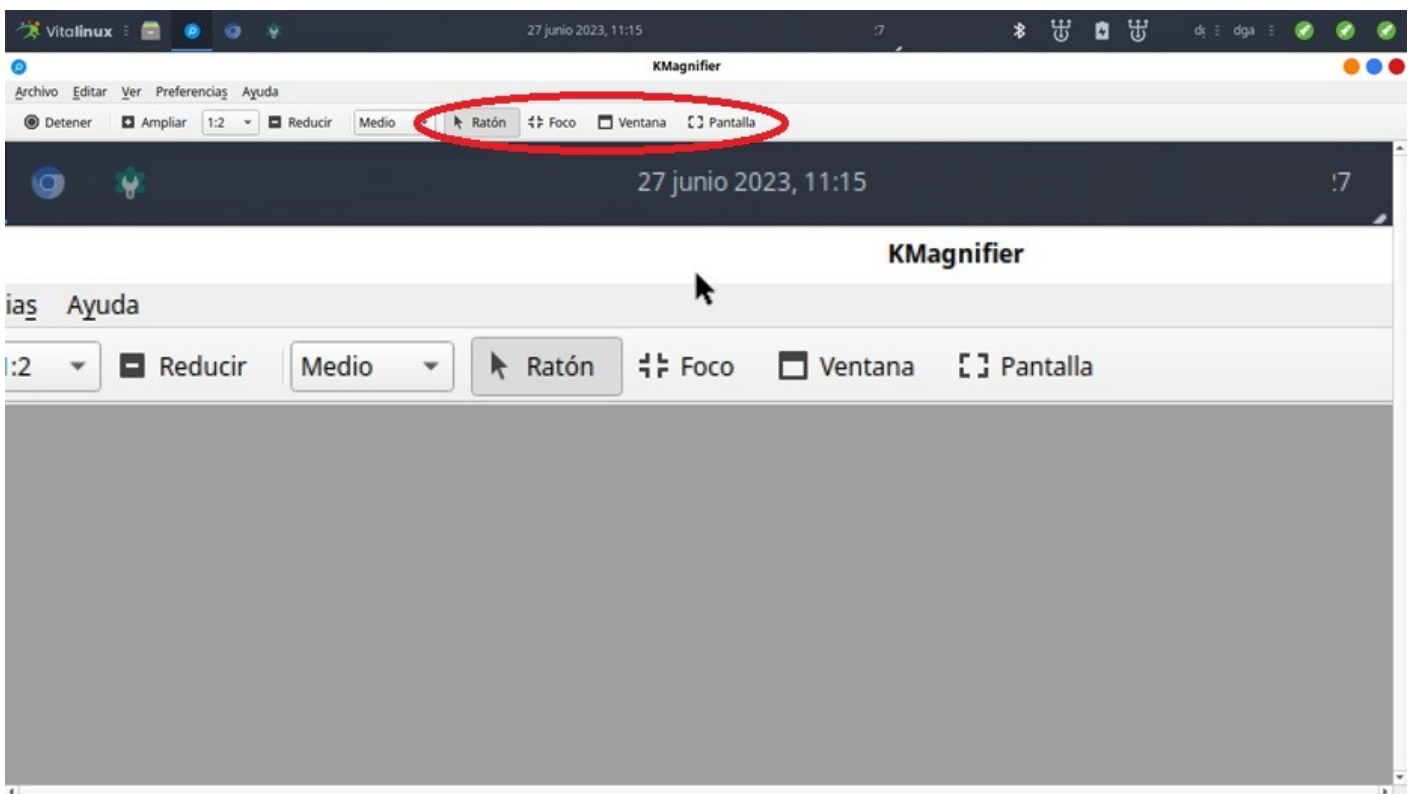 Vitalinux 27 junio 2023, 11:15 :7 dga
KMagnifier
Archivo Editar Ver Preferencias Ayuda
Detener Ampliar 1:2 Reducir Medio Ratón Foco Ventana Pantalla
27 junio 2023, 11:15 :7
KMagnifier
ias Ayuda
:2 Reducir Medio Ratón Foco Ventana Pantalla